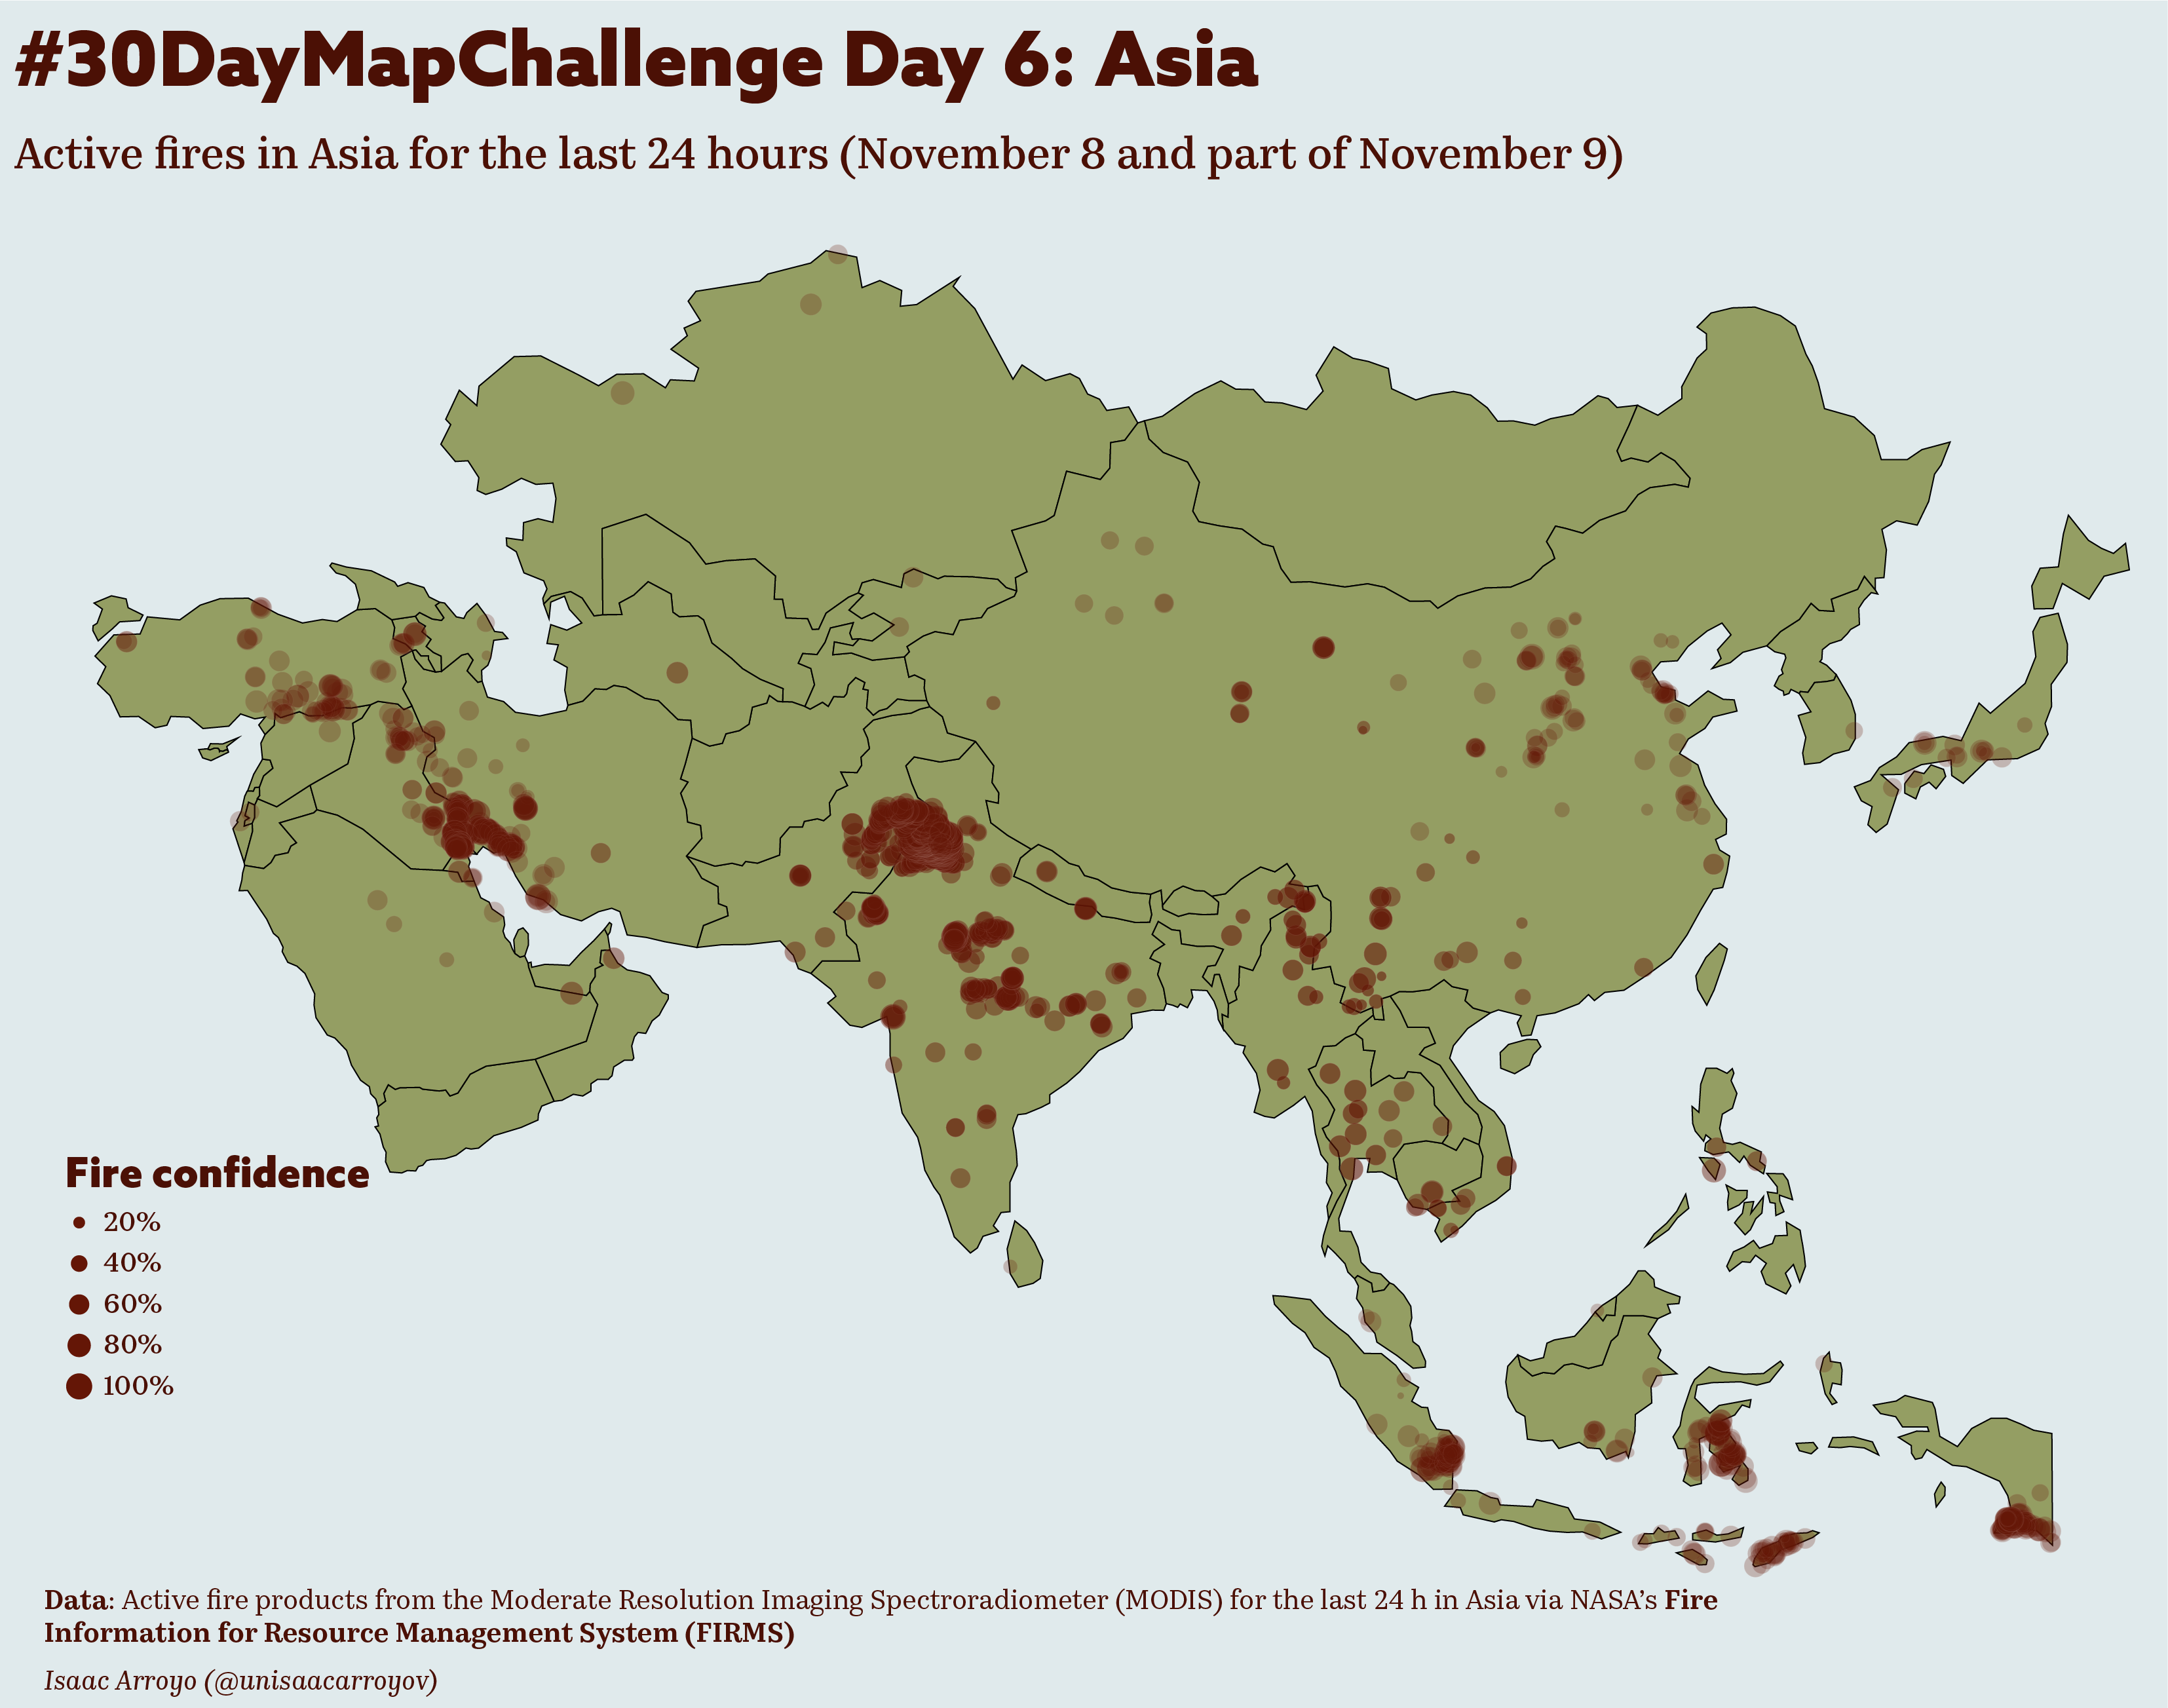 #30DayMapChallenge Day 6: Asia
Active fires in Asia for the last 24 hours (November 8 and part of November 9)
Fire confidence
20%
40%
60%
80%
100%
Data: Active fire products from the Moderate Resolution Imaging Spectroradiometer (MODIS) for the last 24 h in Asia via NASA’s Fire
Information for Resource Management System (FIRMS)
Isaac Arroyo (@unisaacarroyov)